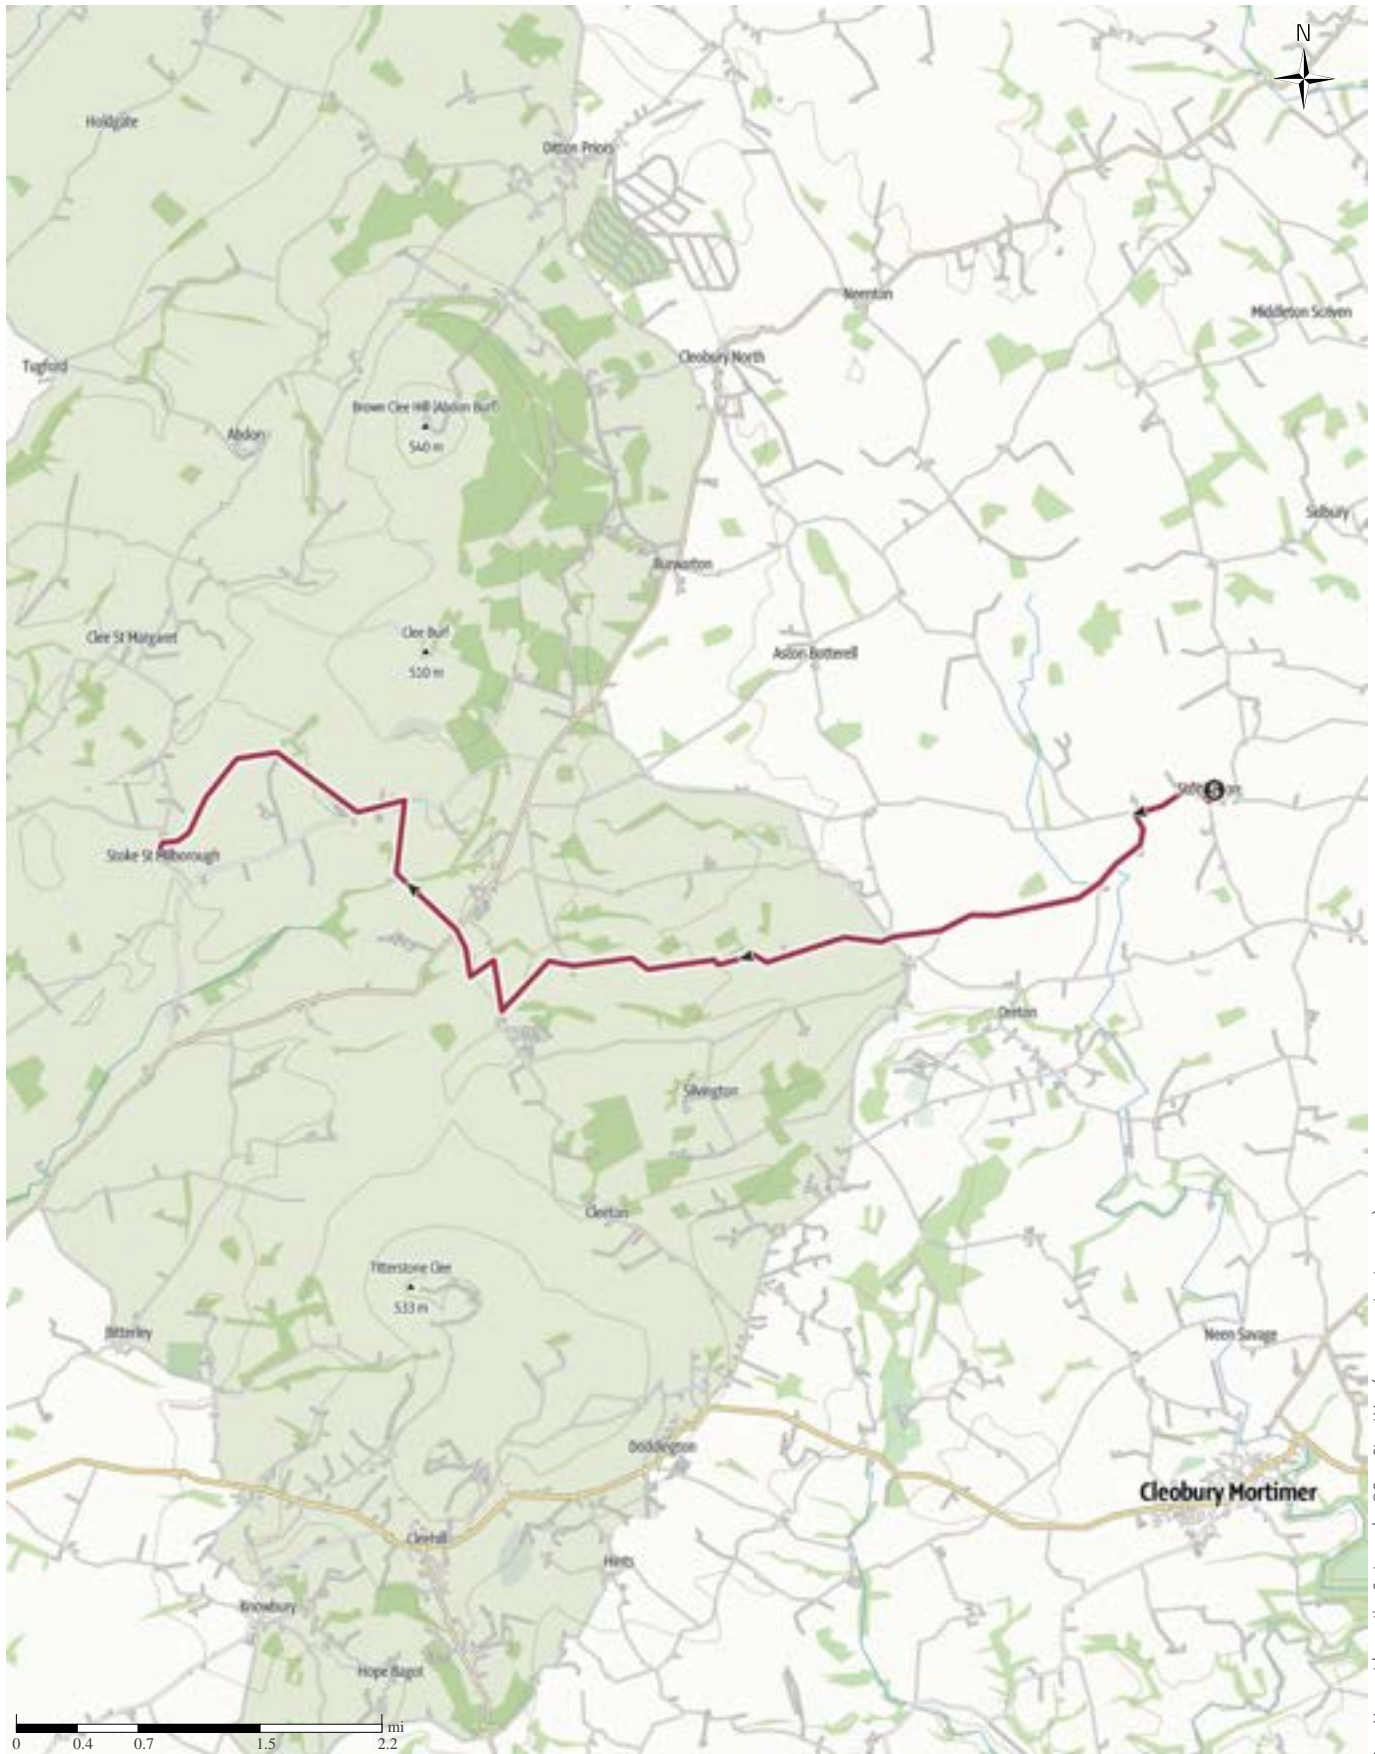 N
Holdgate
Ditton Priors
Neenton
Middleton Scriven
Cleobury North
Tugford
Brown Clee Hill (Abdon Burf)
540 m
Abdon
Sidbury
Burwarton
Clee St Margaret
Clee Burf
510 m
Aston Botterell
S
Stoke St Milborough
Oreton
Silvington
Cleeton
Titterstone Clee
533 m
Bitterley
Neen Savage
Doddington
Cleobury Mortimer
Cleehill
Hints
Knowbury
Hope Bagot
mi
0 0.4 0.7 1.5 2.2